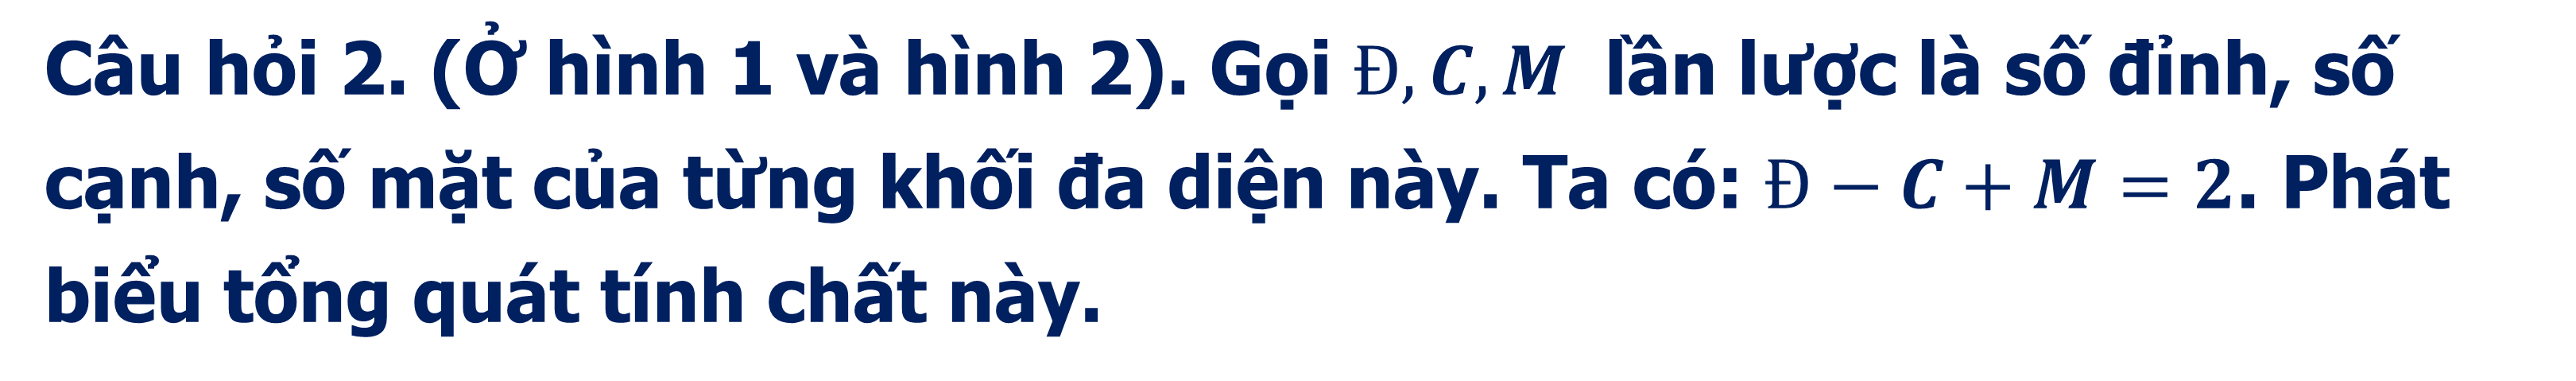 Câu hỏi 2. (Ở hình 1 và hình 2). Gọi Đ, C, M lần lược là số đỉnh, số
cạnh, số mặt của từng khối đa diện này. Ta có: Đ − C + M = 2. Phát
biểu tổng quát tính chất này.